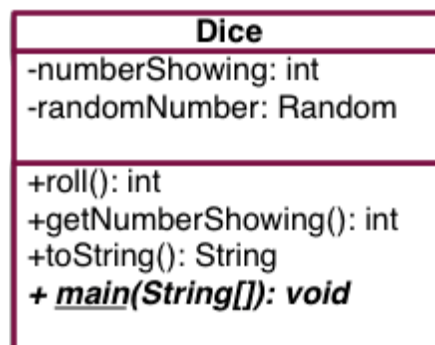 Dice
-numberShowing: int
-randomNumber: Random
+roll(): int
+getNumberShowing(): int
+toString(): String
+ main(String[]): void